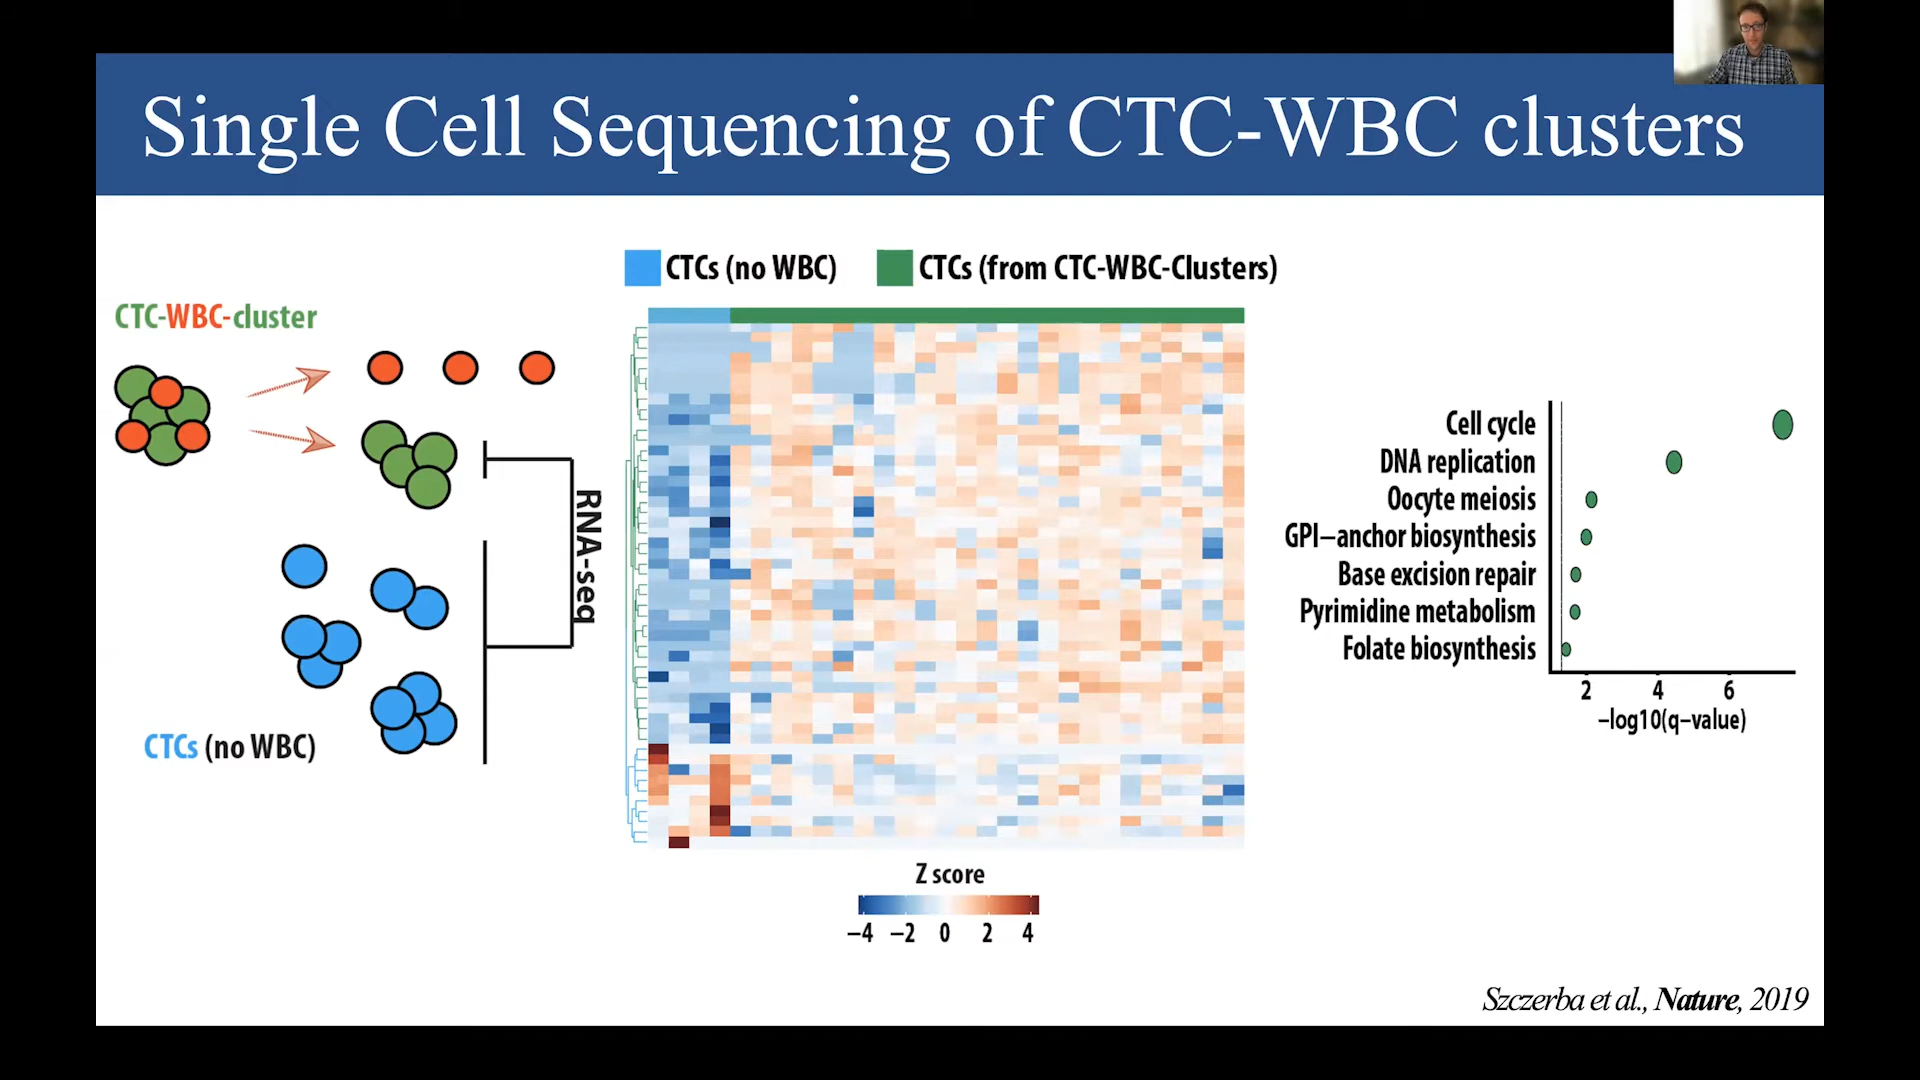 Single Cell Sequencing of CTC-WBC clusters
CTCs (no WBC)
CTCs (from CTC-WBC-Clusters)
CTC-WBC-cluster
RNA-seq
CTCs (no WBC)
Z score
−4 −2 0 2 4
Cell cycle
DNA replication
Oocyte meiosis
GPI−anchor biosynthesis
Base excision repair
Pyrimidine metabolism
Folate biosynthesis
2 4 6
−log10(q−value)
Szczerba et al., Nature, 2019